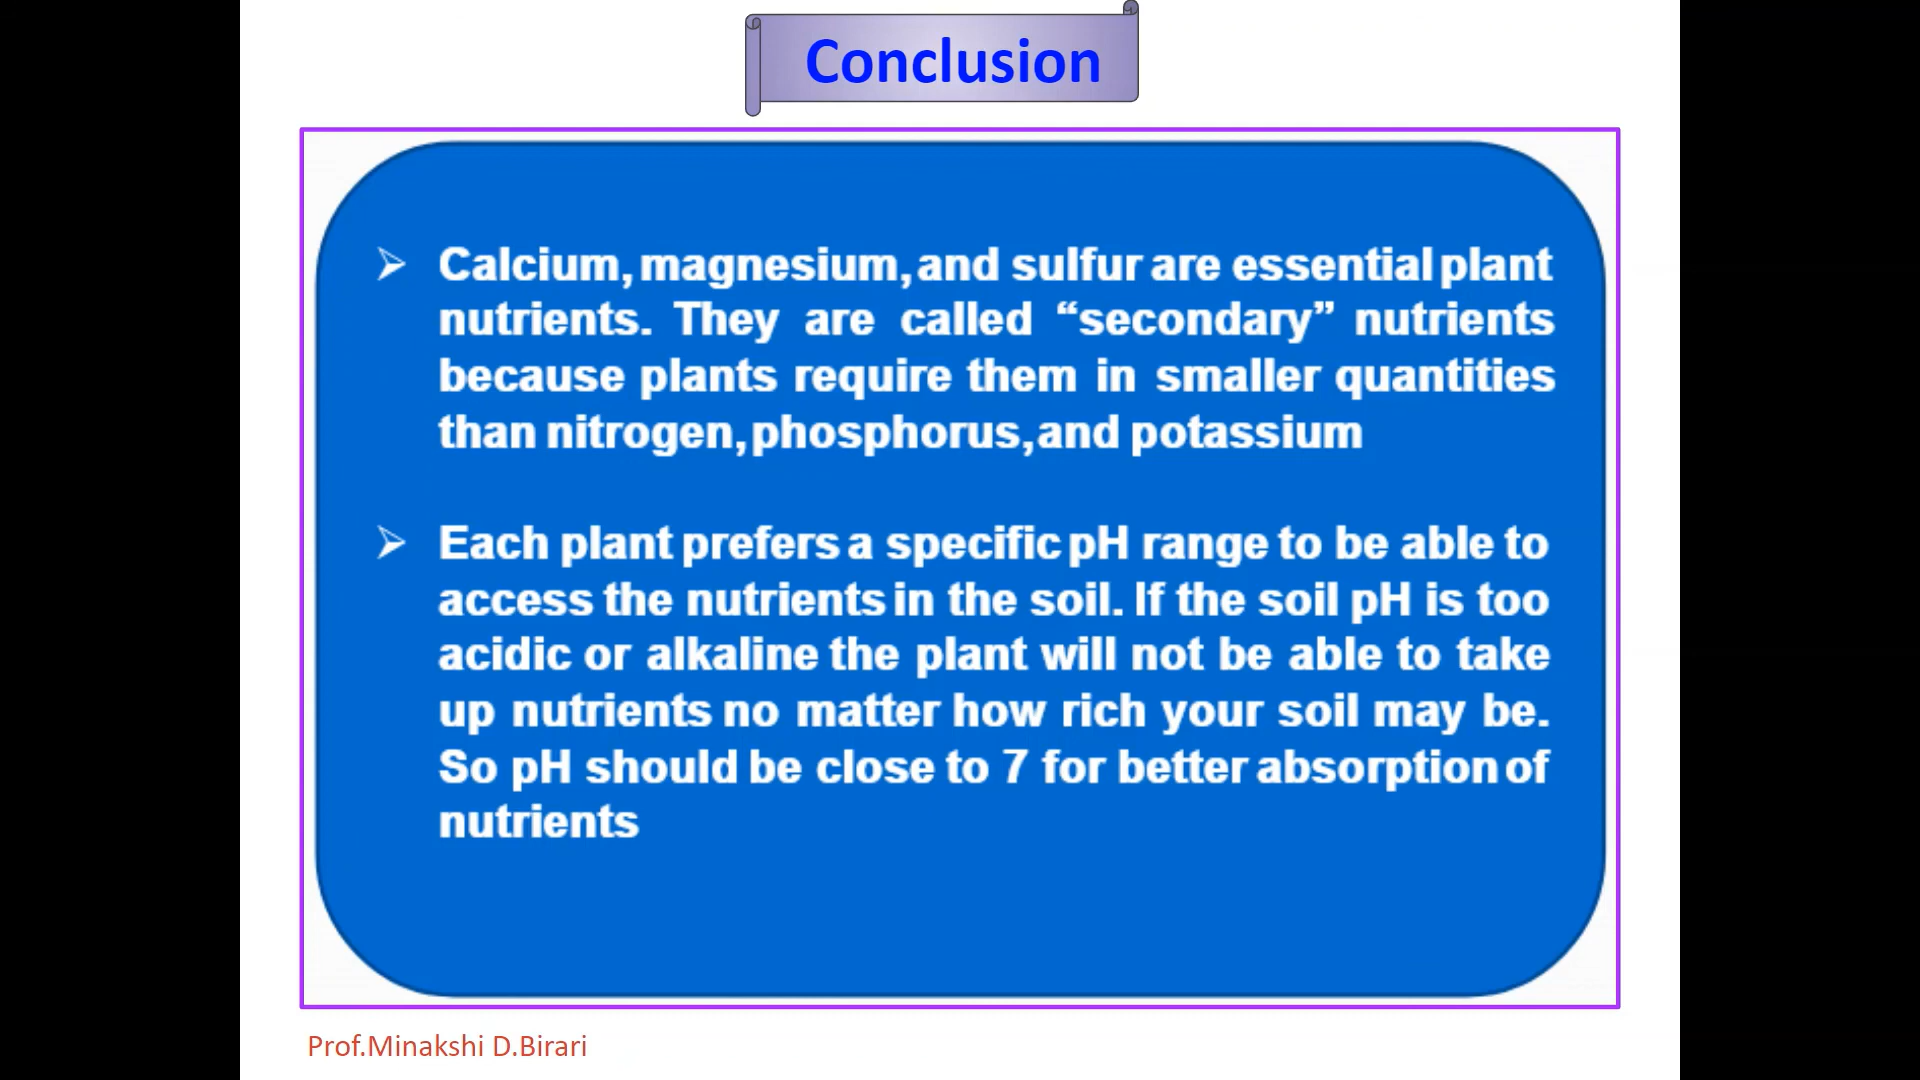 Conclusion
➢ Calcium, magnesium, and sulfur are essential plant
nutrients. They are called “secondary” nutrients
because plants require them in smaller quantities
than nitrogen, phosphorus, and potassium
➢ Each plant prefers a specific pH range to be able to
access the nutrients in the soil. If the soil pH is too
acidic or alkaline the plant will not be able to take
up nutrients no matter how rich your soil may be.
So pH should be close to 7 for better absorption of
nutrients
Prof.Minakshi D.Birari